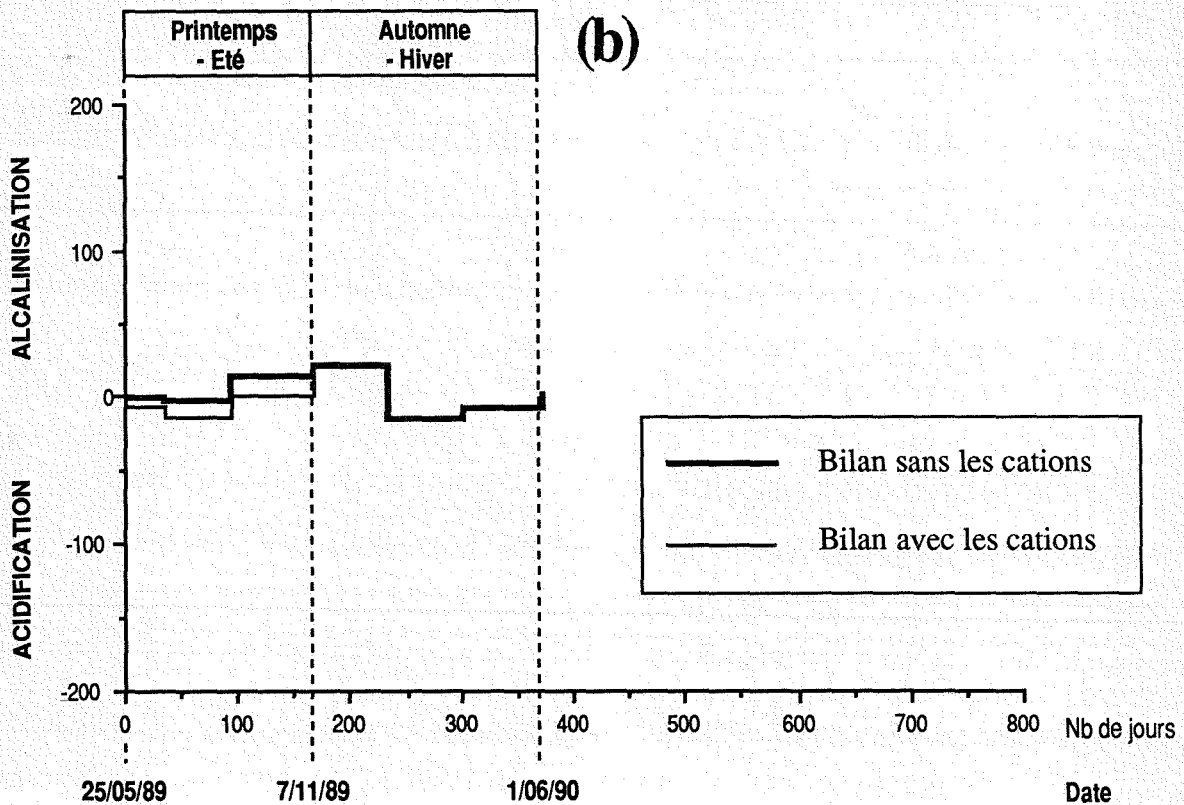 Printemps
- Eté
Automne
- Hiver
(b)
200
100
0
-100
-200
ALCALINISATION
ACIDIFICATION
Bilan sans les cations
Bilan avec les cations
0 100 200 300 400 500 600 700 800 Nb de jours
25/05/89 7/11/89 1/06/90 Date